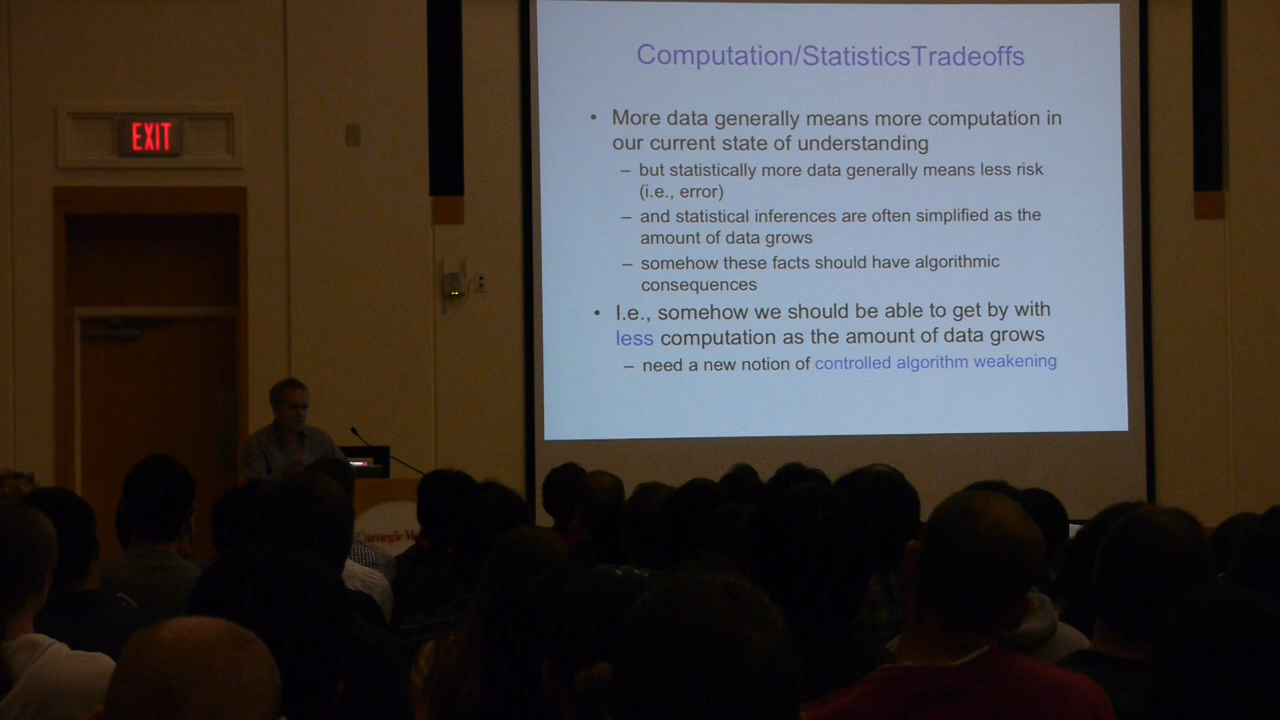 EXIT
Computation/StatisticsTradeoffs
• More data generally means more computation in
our current state of understanding
– but statistically more data generally means less risk
(i.e., error)
– and statistical inferences are often simplified as the
amount of data grows
– somehow these facts should have algorithmic
consequences
• I.e., somehow we should be able to get by with
less computation as the amount of data grows
– need a new notion of controlled algorithm weakening